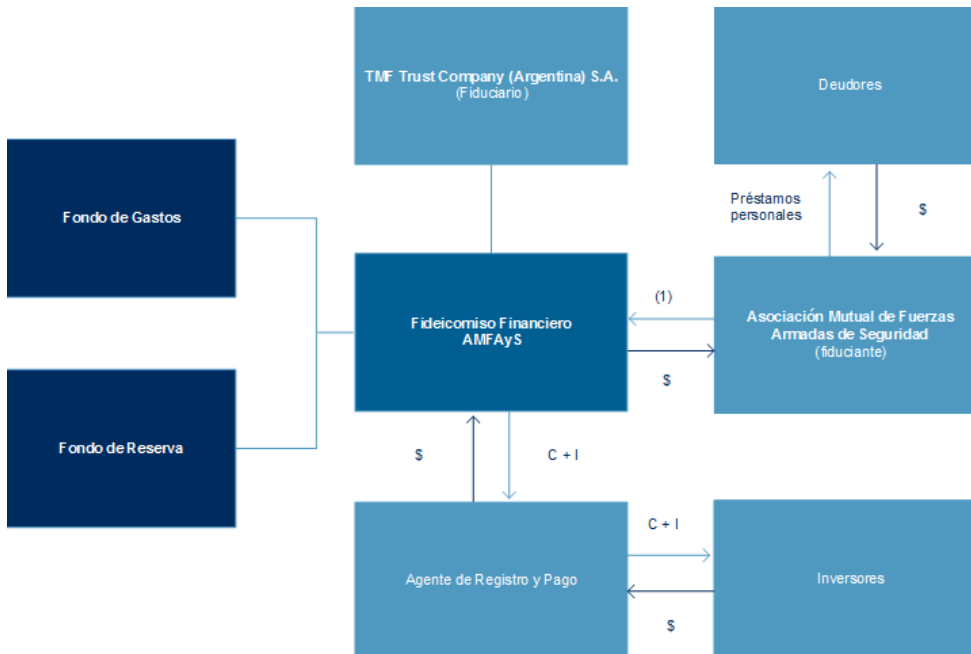 TMF Trust Company (Argentina) S.A.
(Fiduciario)
Deudores
Fondo de Gastos
Préstamos
personales
$
Fideicomiso Financiero
AMFAyS
(1)
$
Asociación Mutual de Fuerzas
Armadas de Seguridad
(fiduciante)
Fondo de Reserva
$
C + I
Agente de Registro y Pago
C + I
$
Inversores